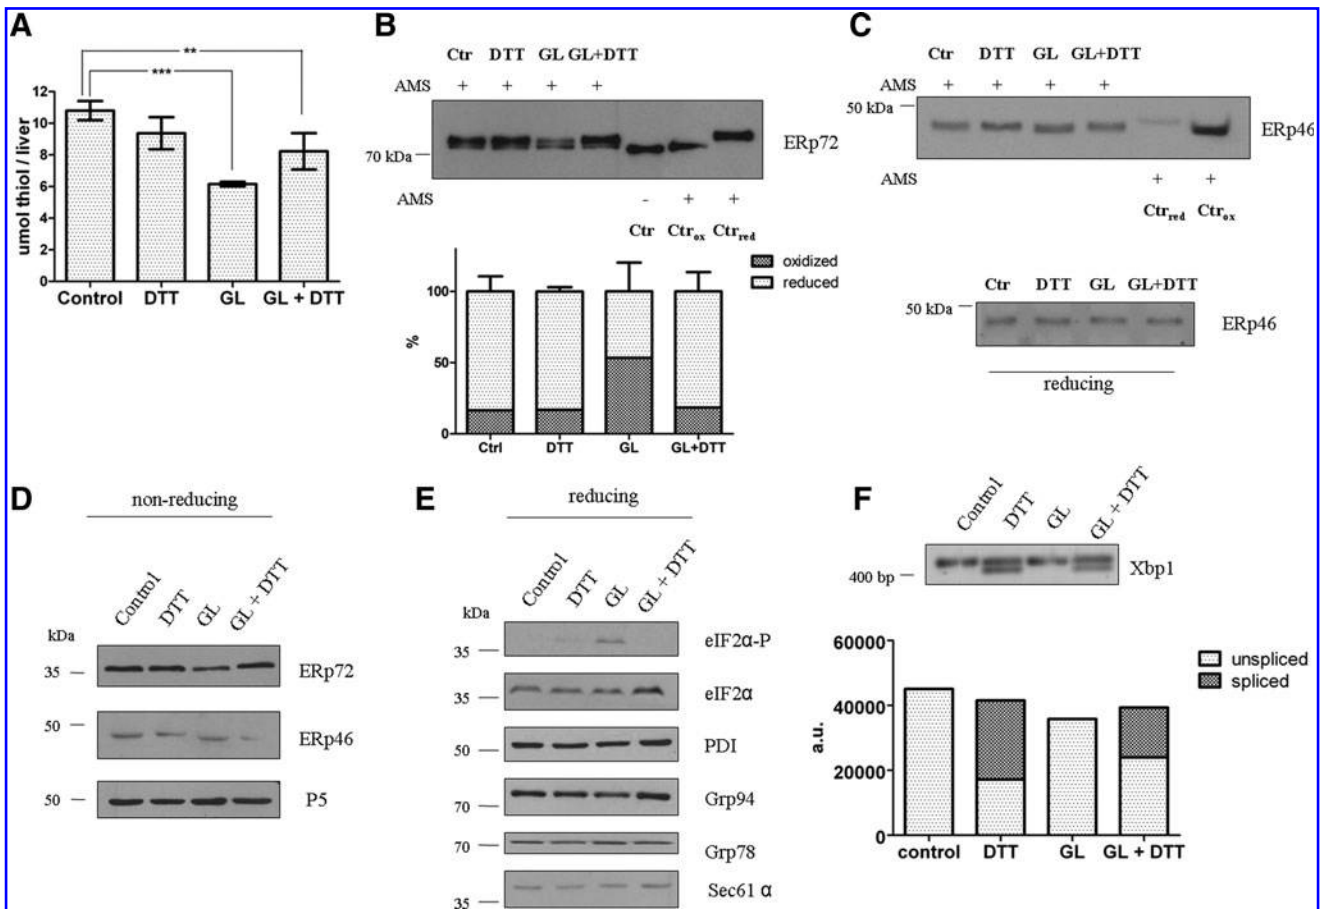 A
**
***
umol thiol / liver
12
10
8
6
4
2
0
Control DTT GL GL + DTT
B
Ctr DTT GL GL+DTT
AMS + + + +
70 kDa
ERp72
AMS - + +
Ctr Ctrox Ctrred
oxidized
reduced
%
100
50
0
Ctrl DTT GL GL+DTT
C
Ctr DTT GL GL+DTT
AMS + + + +
50 kDa
ERp46
AMS + +
Ctrred Ctrox
Ctr DTT GL GL+DTT
50 kDa
ERp46
reducing
D
non-reducing
Control DTT GL GL + DTT
kDa
35 ERp72
50 ERp46
50 P5
E
reducing
Control DTT GL GL + DTT
kDa
35 eIF2α-P
35 eIF2α
50 PDI
70 Grp94
70 Grp78
35 Sec61 α
F
Control DTT GL GL + DTT
400 bp Xbp1
unspliced
spliced
a.u.
60000
40000
20000
0
control DTT GL GL + DTT